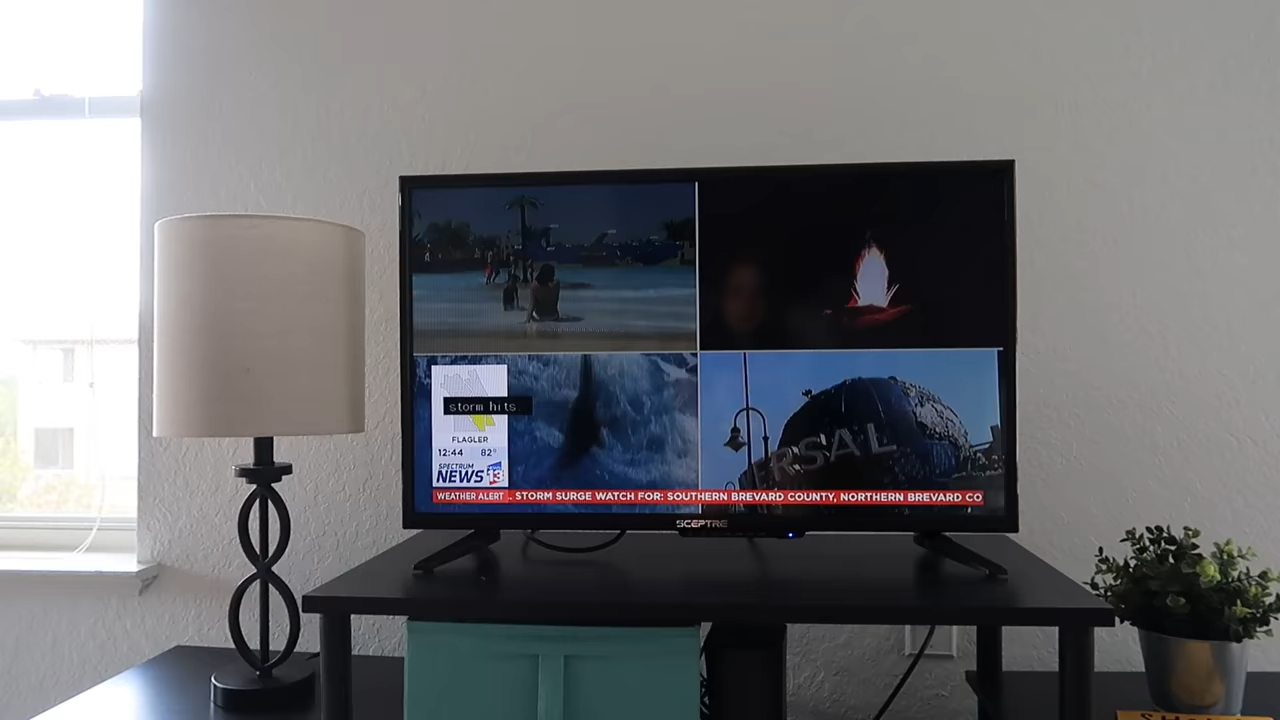 ERSAL
storm hits.
FLAGLER
12:44 82°
SPECTRUM
NEWS 13
WEATHER ALERT .. STORM SURGE WATCH FOR: SOUTHERN BREVARD COUNTY, NORTHERN BREVARD CO
SCEPTRE